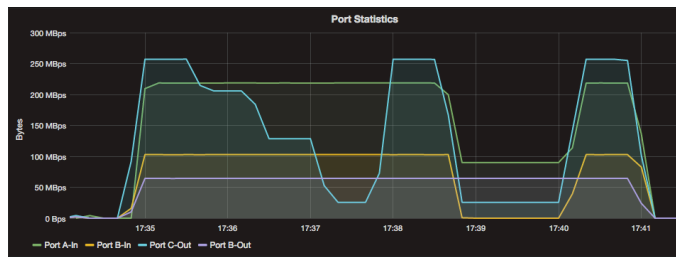 Port Statistics
300 MBps
250 MBps
200 MBps
150 MBps
100 MBps
50 MBps
0 Bps
Bytes
17:35 17:36 17:37 17:38 17:39 17:40 17:41
Port A-In Port B-In Port C-Out Port B-Out